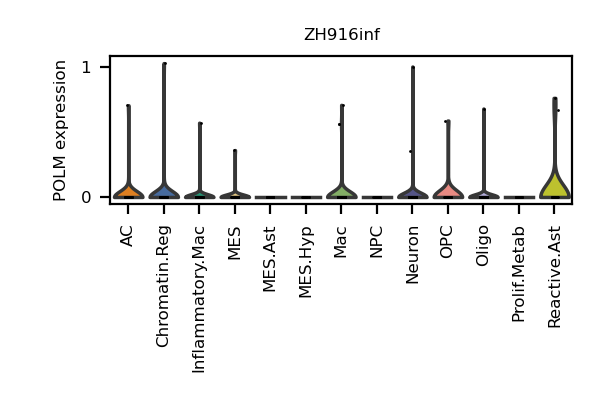 ZH916inf
POLM expression
1
0
AC
Chromatin.Reg
Inflammatory.Mac
MES
MES.Ast
MES.Hyp
Mac
NPC
Neuron
OPC
Oligo
Prolif.Metab
Reactive.Ast